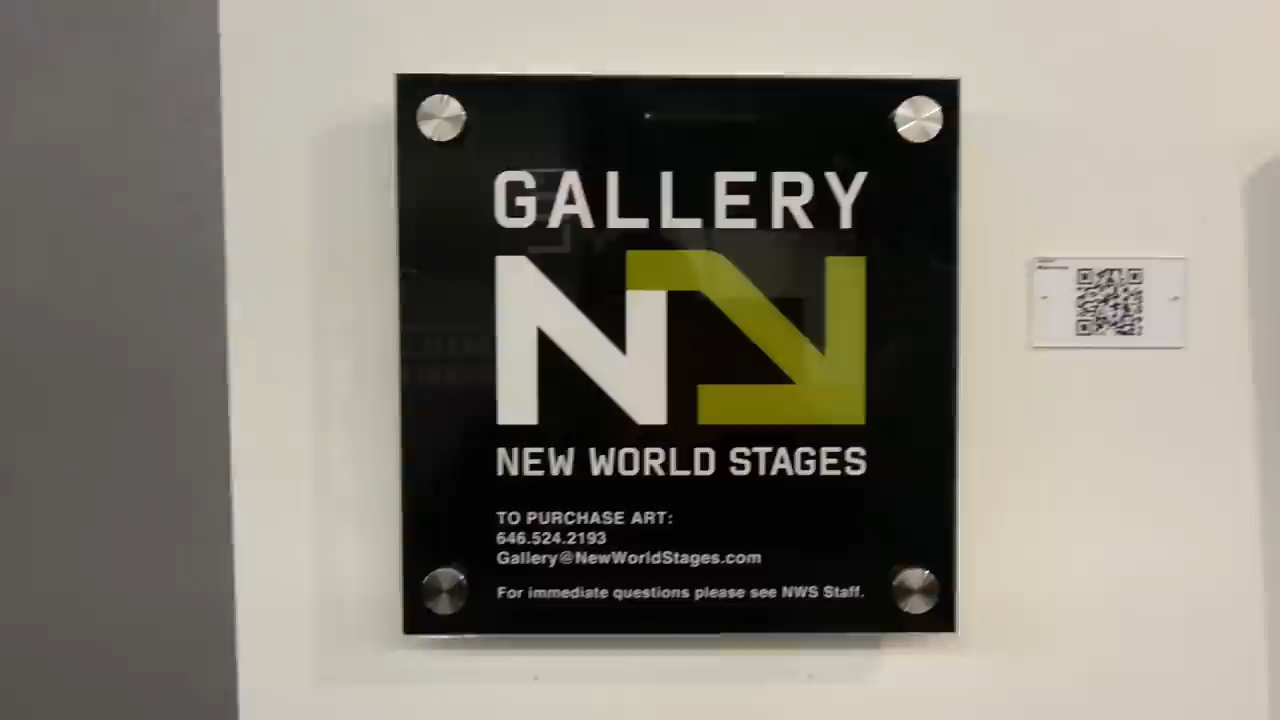 GALLERY
N
NEW WORLD STAGES
TO PURCHASE ART:
646.524.2193
Gallery@NewWorldStages.com
For immediate questions please see NWS Staff.